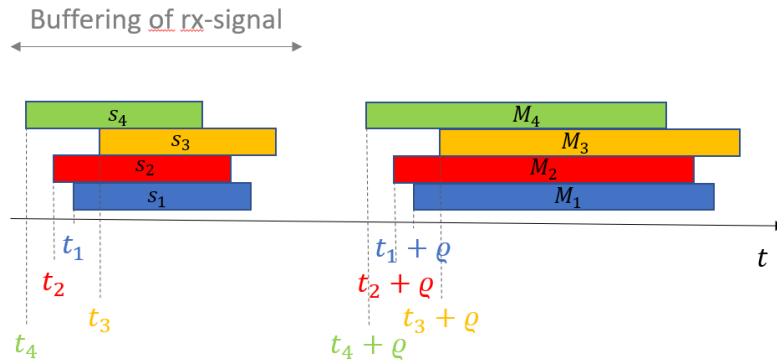 Buffering of rx-signal
s₄ M₄
s₃ M₃
s₂ M₂
s₁ M₁
t₁ t₁ + ϱ t
t₂ t₂ + ϱ
t₃ t₃ + ϱ
t₄ t₄ + ϱ